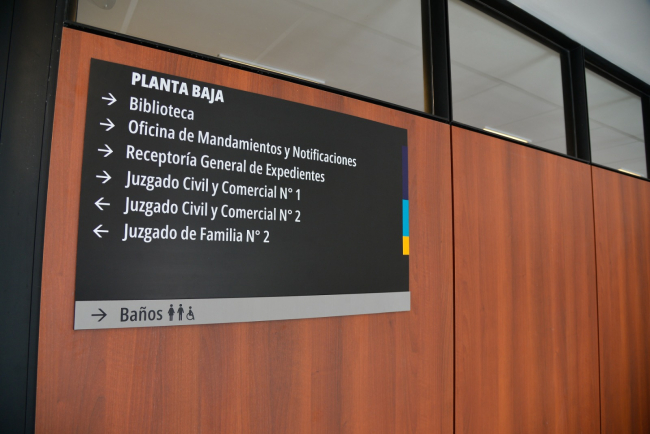 PLANTA BAJA
→ Biblioteca
→ Oficina de Mandamientos y Notificaciones
→ Receptoría General de Expedientes
→ Juzgado Civil y Comercial N° 1
← Juzgado Civil y Comercial N° 2
← Juzgado de Familia N° 2
→ Baños